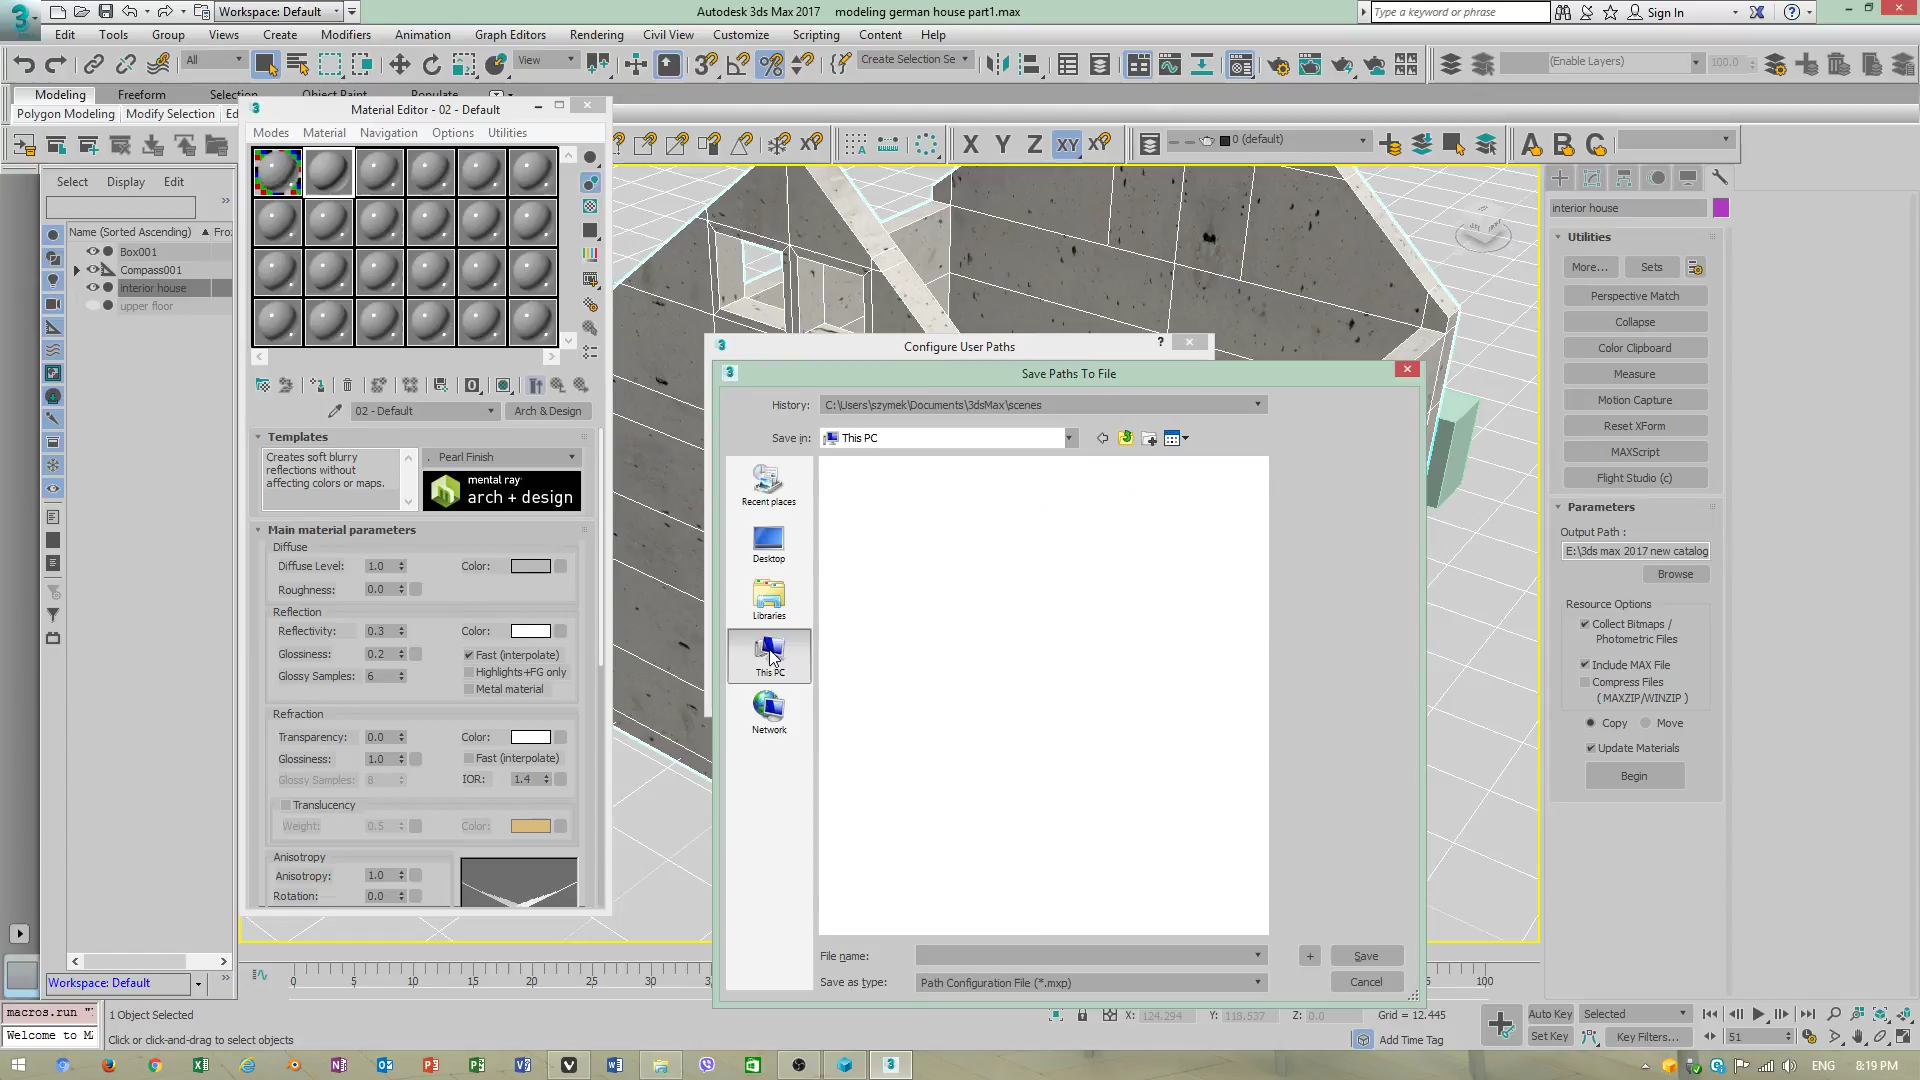 Workspace: Default
Autodesk 3ds Max 2017 modeling german house part1.max
Type a keyword or phrase
Sign In
Edit Tools Group Views Create Modifiers Animation Graph Editors Rendering Civil View Customize Scripting Content Help
All
View
Create Selection Se
(Enable Layers)
100.0
Modeling Freeform Selection Object Paint Populate
Polygon Modeling Modify Selection Ed
X Y Z XY
0 (default)
Material Editor - 02 - Default
Modes Material Navigation Options Utilities
Select Display Edit
Name (Sorted Ascending) Fro
Box001
Compass001
interior house
upper floor
02 - Default Arch & Design
Templates
Creates soft blurry
reflections without
affecting colors or maps.
Pearl Finish
mental ray
arch + design
Main material parameters
Diffuse
Diffuse Level: 1.0 Color:
Roughness: 0.0
Reflection
Reflectivity: 0.3 Color:
Glossiness: 0.2 Fast (interpolate)
Glossy Samples: 6 Highlights+FG only
Metal material
Refraction
Transparency: 0.0 Color:
Glossiness: 1.0 Fast (interpolate)
Glossy Samples: 8 IOR: 1.4
Translucency
Weight: 0.5 Color:
Anisotropy
Anisotropy: 1.0
Rotation: 0.0
Configure User Paths
Save Paths To File
History: C:\Users\szymek\Documents\3dsMax\scenes
Save in: This PC
Recent places
Desktop
Libraries
This PC
Network
File name: + Save
Save as type: Path Configuration File (*.mxp) Cancel
interior house
Utilities
More... Sets
Perspective Match
Collapse
Color Clipboard
Measure
Motion Capture
Reset XForm
MAXScript
Flight Studio (c)
Parameters
Output Path :
E:\3ds max 2017 new catalog
Browse
Resource Options
Collect Bitmaps /
Photometric Files
Include MAX File
Compress Files
( MAXZIP/WINZIP )
Copy Move
Update Materials
Begin
Workspace: Default
0 5 10 15 20 25 30 35 100
macros.run "
1 Object Selected
X: 124.294 Y: 118.537 Z: 0.0 Grid = 12.445
Auto Key Selected
Welcome to M
Click or click-and-drag to select objects
Add Time Tag
Set Key Key Filters... 51
ENG 8:19 PM